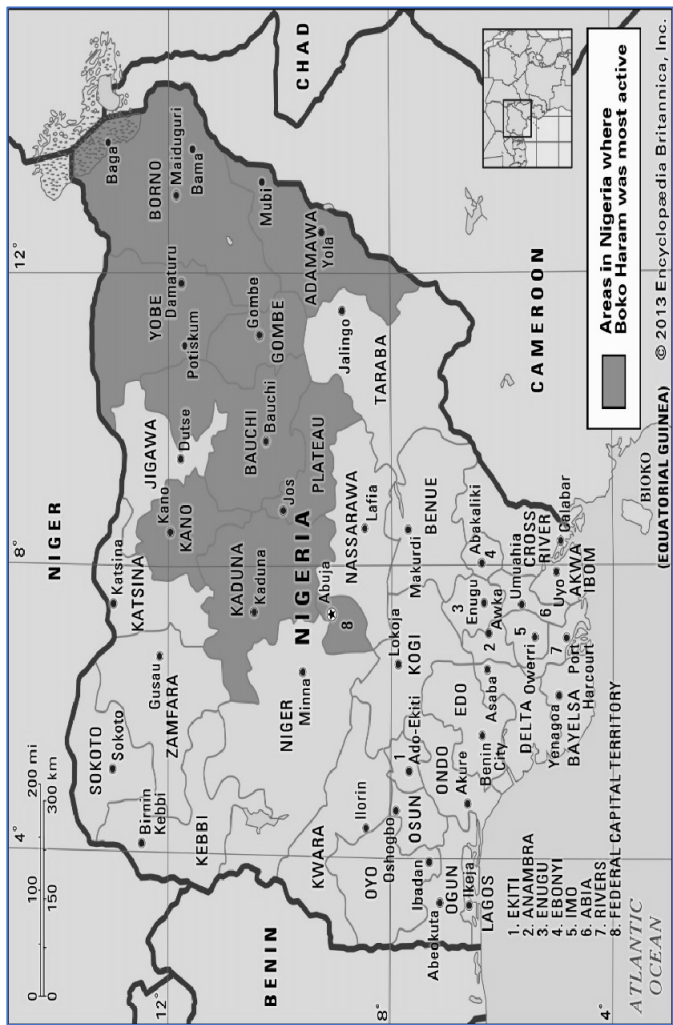 0 100 200 mi
0 150 300 km
4°
8°
12°
12°
8°
4°
NIGER
CHAD
BENIN
CAMEROON
NIGERIA
SOKOTO
Sokoto
Birnin
Kebbi
KEBBI
Gusau
ZAMFARA
Katsina
KATSINA
Kano
KANO
JIGAWA
Dutse
YOBE
Damaturu
Potiskum
BORNO
Maiduguri
Baga
Bama
Mubi
ADAMAWA
Yola
Gombe
GOMBE
BAUCHI
Bauchi
KADUNA
Kaduna
Jos
PLATEAU
NIGER
Minna
Abuja
8
NASSARAWA
Lafia
Jalingo
TARABA
KWARA
Ilorin
OYO
Oshogbo
OSUN
Ibadan
Abeokuta
OGUN
Ikeja
LAGOS
1
Ado-Ekiti
ONDO
Akure
EDO
Benin
City
Lokoja
KOGI
Makurdi
BENUE
3
Enugu
Abakaliki
4
2
Awka
Asaba
DELTA
Owerri
5
Umuahia
6
CROSS
RIVER
Calabar
Uyo
AKWA
IBOM
7
Port
Harcourt
Yenagoa
BAYELSA
1. EKITI
2. ANAMBRA
3. ENUGU
4. EBONYI
5. IMO
6. ABIA
7. RIVERS
8. FEDERAL CAPITAL TERRITORY
ATLANTIC
OCEAN
BIOKO
(EQUATORIAL GUINEA)
Areas in Nigeria where
Boko Haram was most active
© 2013 Encyclopædia Britannica, Inc.